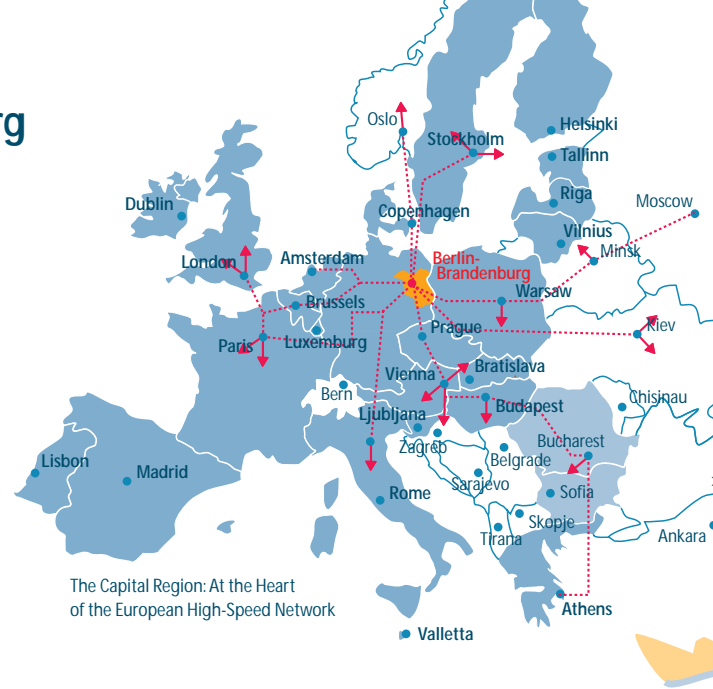 rg
Oslo
Helsinki
Stockholm
Tallinn
Riga
Dublin
Moscow
Copenhagen
Vilnius
Minsk
London
Amsterdam
Berlin-
Brandenburg
Warsaw
Brussels
Kiev
Prague
Paris
Luxemburg
Vienna
Bratislava
Bern
Chisinau
Budapest
Ljubljana
Bucharest
Zagreb
Belgrade
Lisbon
Madrid
Sarajevo
Rome
Sofia
Skopje
Tirana
Ankara
The Capital Region: At the Heart
of the European High-Speed Network
Athens
Valletta